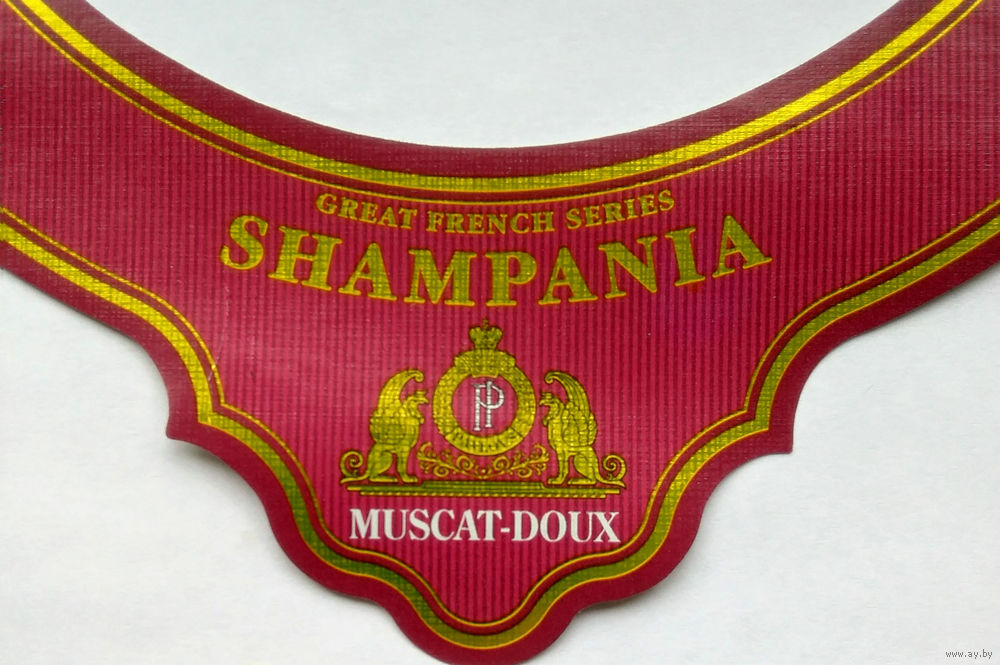 GREAT FRENCH SERIES
SHAMPANIA
MUSCAT-DOUX
www.ay.by